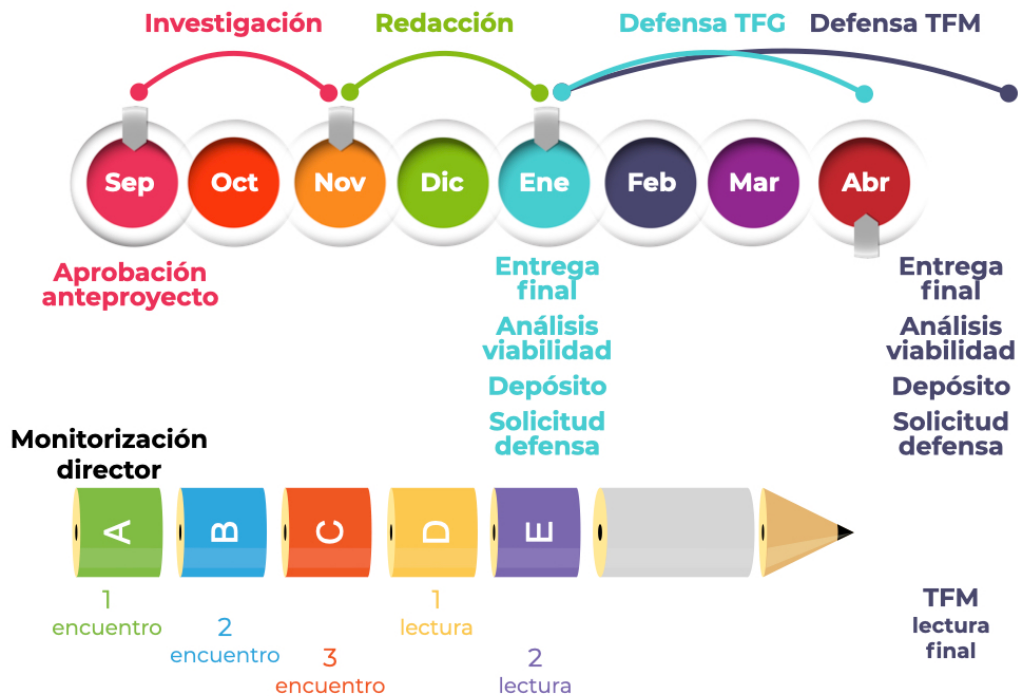 Investigación
Redacción
Defensa TFG
Defensa TFM
Sep
Oct
Nov
Dic
Ene
Feb
Mar
Abr
Aprobación
anteproyecto
Entrega
final
Análisis
viabilidad
Depósito
Solicitud
defensa
Entrega
final
Análisis
viabilidad
Depósito
Solicitud
defensa
Monitorización
director
A
B
C
D
E
1
encuentro
2
encuentro
3
encuentro
1
lectura
2
lectura
TFM
lectura
final